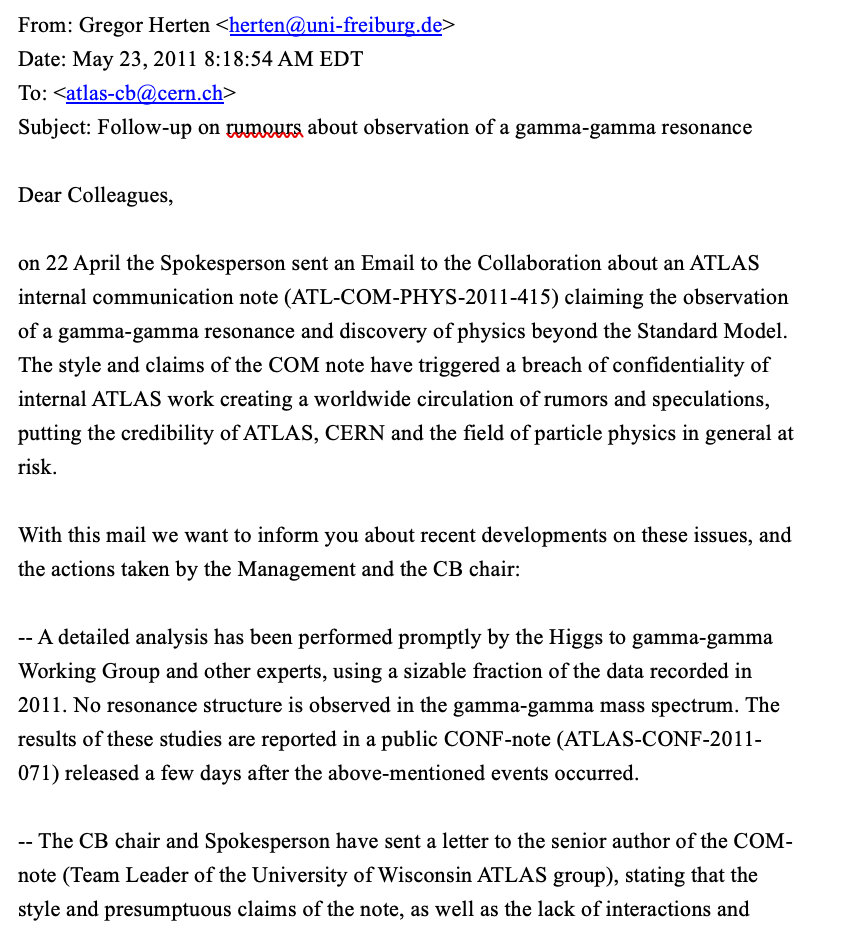 From: Gregor Herten <herten@uni-freiburg.de>
Date: May 23, 2011 8:18:54 AM EDT
To: <atlas-cb@cern.ch>
Subject: Follow-up on rumours about observation of a gamma-gamma resonance
Dear Colleagues,
on 22 April the Spokesperson sent an Email to the Collaboration about an ATLAS
internal communication note (ATL-COM-PHYS-2011-415) claiming the observation
of a gamma-gamma resonance and discovery of physics beyond the Standard Model.
The style and claims of the COM note have triggered a breach of confidentiality of
internal ATLAS work creating a worldwide circulation of rumors and speculations,
putting the credibility of ATLAS, CERN and the field of particle physics in general at
risk.
With this mail we want to inform you about recent developments on these issues, and
the actions taken by the Management and the CB chair:
-- A detailed analysis has been performed promptly by the Higgs to gamma-gamma
Working Group and other experts, using a sizable fraction of the data recorded in
2011. No resonance structure is observed in the gamma-gamma mass spectrum. The
results of these studies are reported in a public CONF-note (ATLAS-CONF-2011-
071) released a few days after the above-mentioned events occurred.
-- The CB chair and Spokesperson have sent a letter to the senior author of the COM-
note (Team Leader of the University of Wisconsin ATLAS group), stating that the
style and presumptuous claims of the note, as well as the lack of interactions and